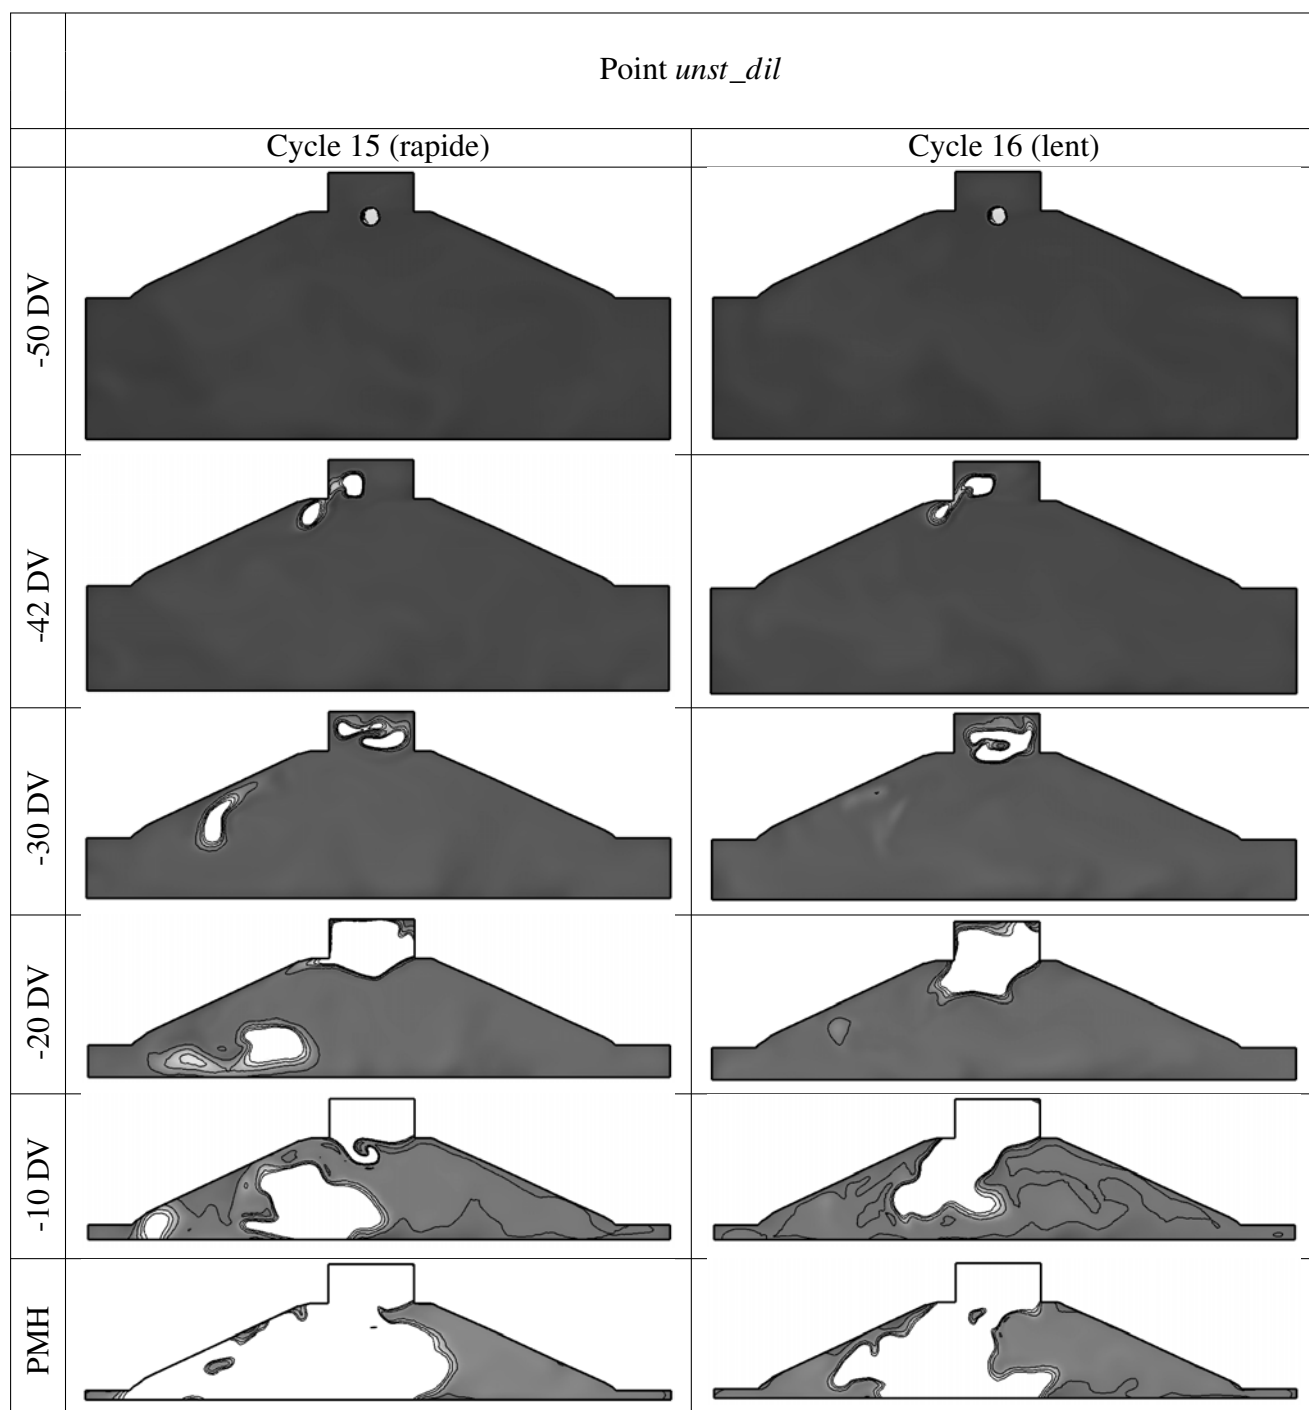 Point unst_dil
Cycle 15 (rapide)
Cycle 16 (lent)
-50 DV
-42 DV
-30 DV
-20 DV
-10 DV
PMH